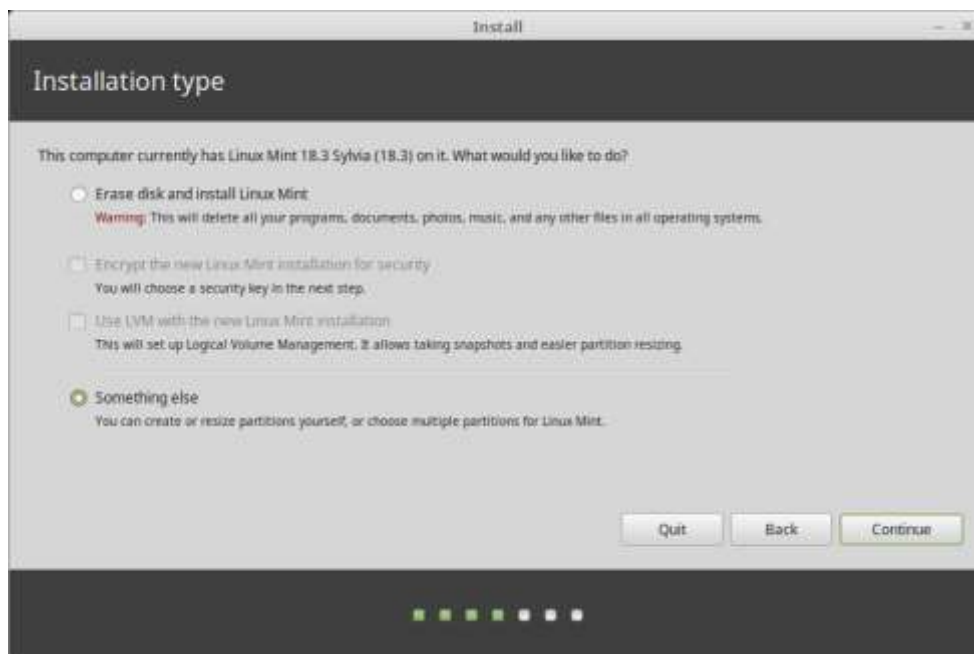 Install
Installation type
This computer currently has Linux Mint 18.3 Sylvia (18.3) on it. What would you like to do?
Erase disk and install Linux Mint
Warning: This will delete all your programs, documents, photos, music, and any other files in all operating systems.
Encrypt the new Linux Mint installation for security
You will choose a security key in the next step.
Use LVM with the new Linux Mint installation
This will set up Logical Volume Management. It allows taking snapshots and easier partition resizing.
Something else
You can create or resize partitions yourself, or choose multiple partitions for Linux Mint.
Quit Back Continue